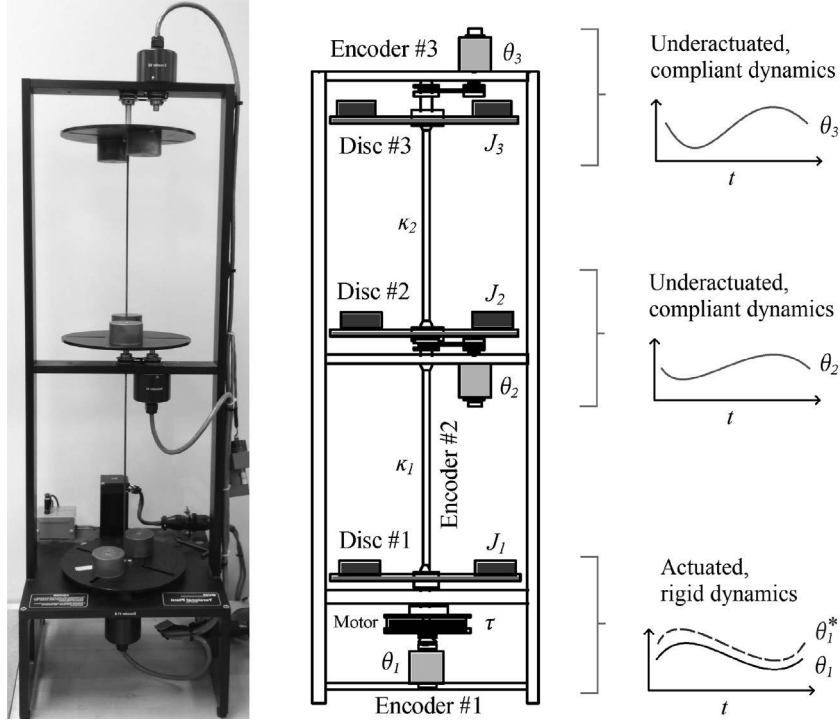 Encoder #3
θ3
Disc #3
J3
κ2
Disc #2
J2
θ2
Encoder #2
κ1
Disc #1
J1
Motor
τ
θ1
Encoder #1
Underactuated,
compliant dynamics
θ3
t
Underactuated,
compliant dynamics
θ2
t
Actuated,
rigid dynamics
θ1*
θ1
t